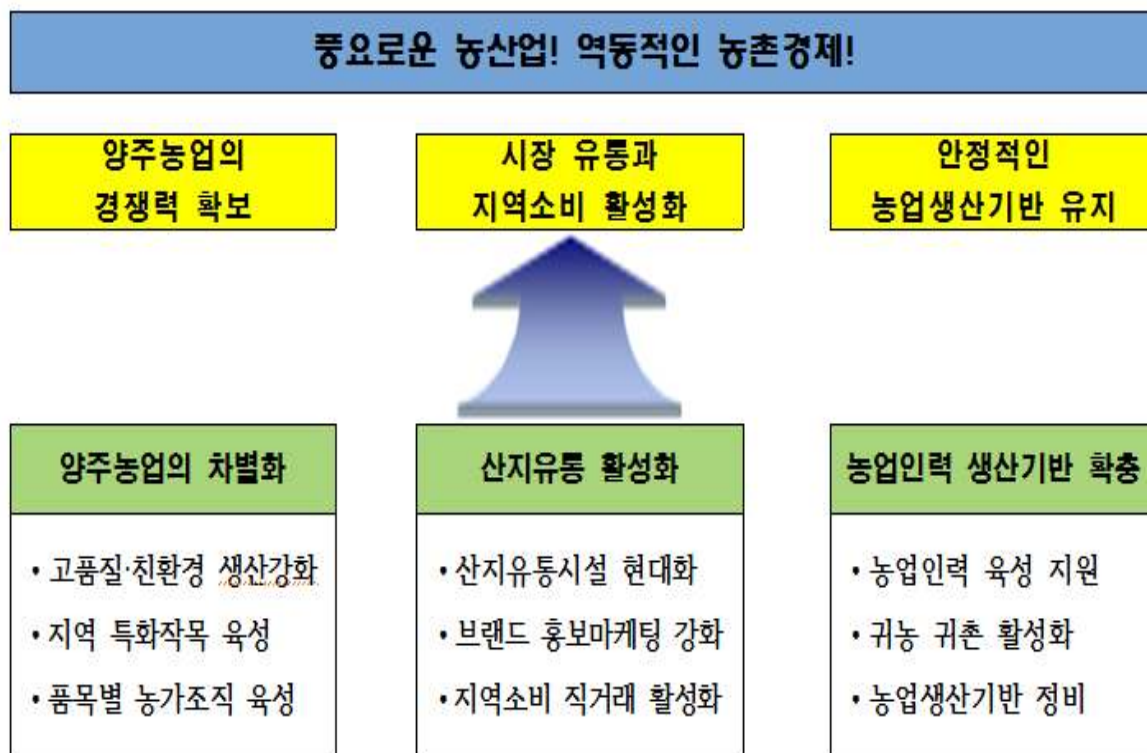 풍요로운 농산업! 역동적인 농촌경제!
양주농업의
경쟁력 확보
시장 유통과
지역소비 활성화
안정적인
농업생산기반 유지
양주농업의 차별화
• 고품질·친환경 생산강화
• 지역 특화작목 육성
• 품목별 농가조직 육성
산지유통 활성화
• 산지유통시설 현대화
• 브랜드 홍보마케팅 강화
• 지역소비 직거래 활성화
농업인력 생산기반 확충
• 농업인력 육성 지원
• 귀농 귀촌 활성화
• 농업생산기반 정비